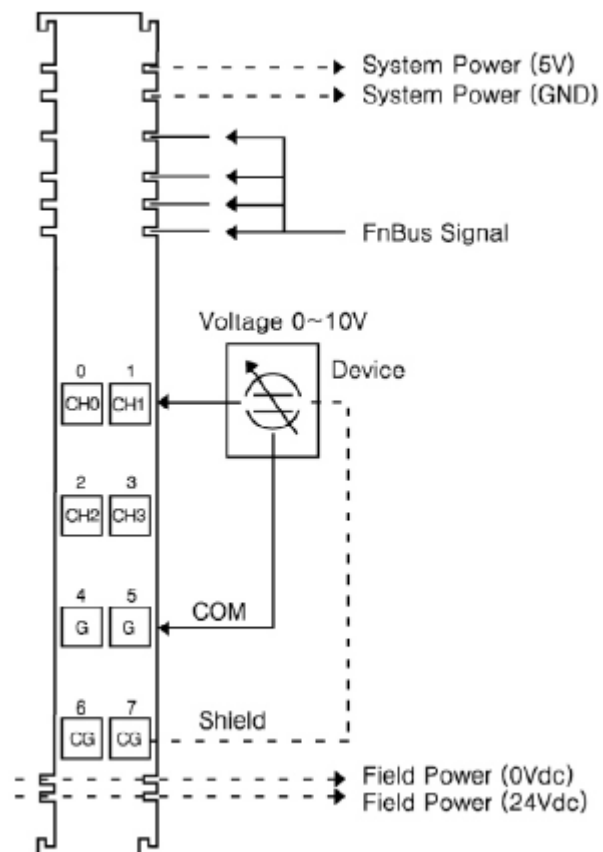 System Power (5V)
System Power (GND)
FnBus Signal
Voltage 0~10V
Device
0 1
CH0 CH1
2 3
CH2 CH3
4 5
G G
COM
6 7
CG CG
Shield
Field Power (0Vdc)
Field Power (24Vdc)